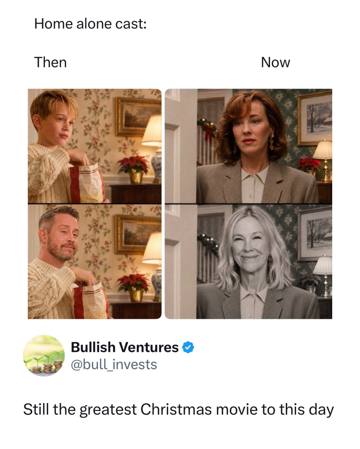 Home alone cast:
Then Now
Bullish Ventures
@bull_invests
Still the greatest Christmas movie to this day